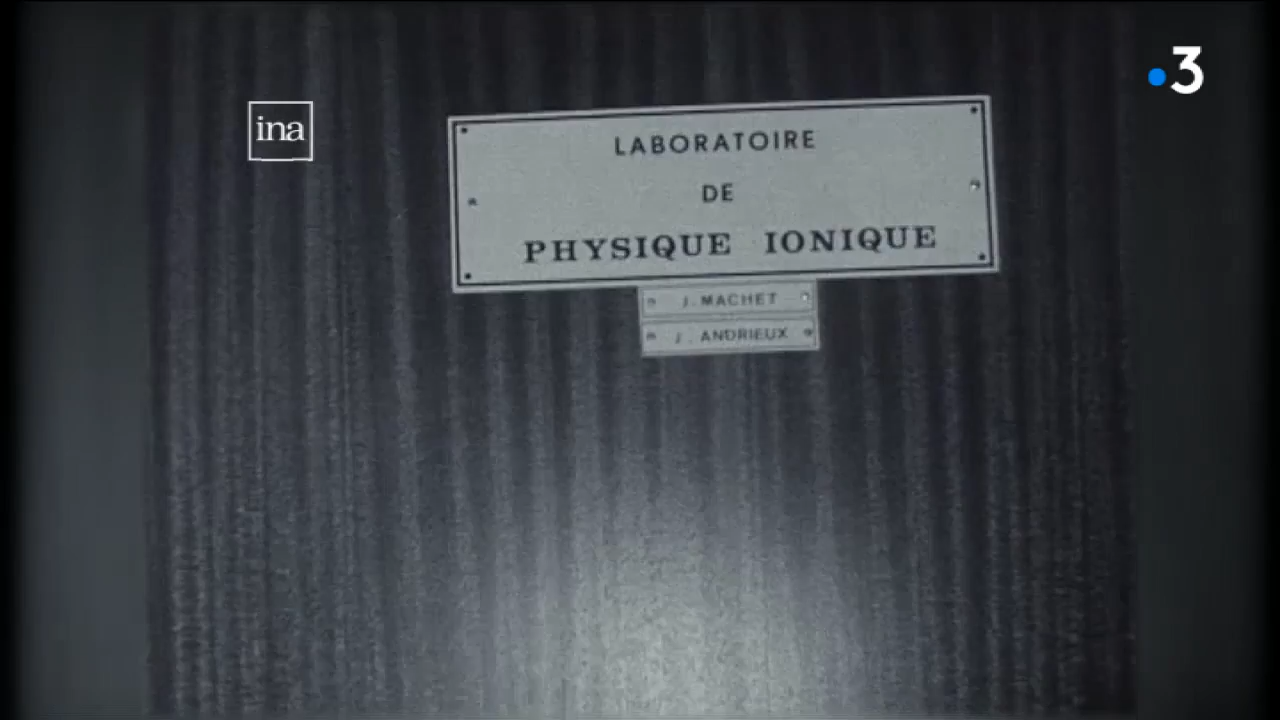 ina
3
LABORATOIRE
DE
PHYSIQUE IONIQUE
J. MACHET
J. ANDRIEUX